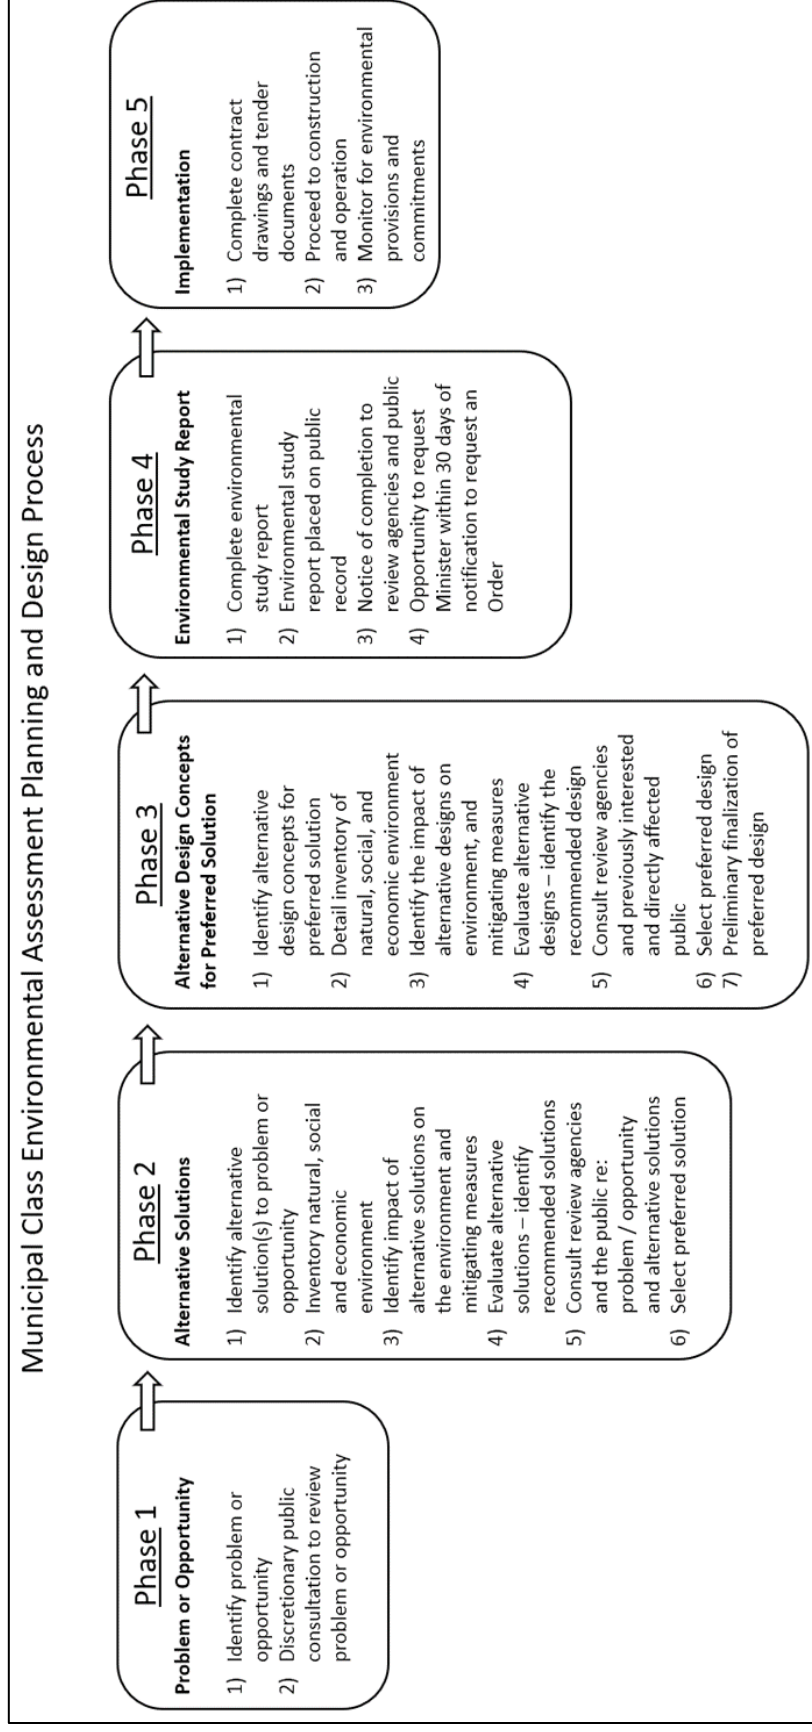 Municipal Class Environmental Assessment Planning and Design Process
Phase 1
Problem or Opportunity
1) Identify problem or
opportunity
2) Discretionary public
consultation to review
problem or opportunity
Phase 2
Alternative Solutions
1) Identify alternative
solution(s) to problem or
opportunity
2) Inventory natural, social
and economic
environment
3) Identify impact of
alternative solutions on
the environment and
mitigating measures
4) Evaluate alternative
solutions – identify
recommended solutions
5) Consult review agencies
and the public re:
problem / opportunity
and alternative solutions
6) Select preferred solution
Phase 3
Alternative Design Concepts
for Preferred Solution
1) Identify alternative
design concepts for
preferred solution
2) Detail inventory of
natural, social, and
economic environment
3) Identify the impact of
alternative designs on
environment, and
mitigating measures
4) Evaluate alternative
designs – identify the
recommended design
5) Consult review agencies
and previously interested
and directly affected
public
6) Select preferred design
7) Preliminary finalization of
preferred design
Phase 4
Environmental Study Report
1) Complete environmental
study report
2) Environmental study
report placed on public
record
3) Notice of completion to
review agencies and public
4) Opportunity to request
Minister within 30 days of
notification to request an
Order
Phase 5
Implementation
1) Complete contract
drawings and tender
documents
2) Proceed to construction
and operation
3) Monitor for environmental
provisions and
commitments